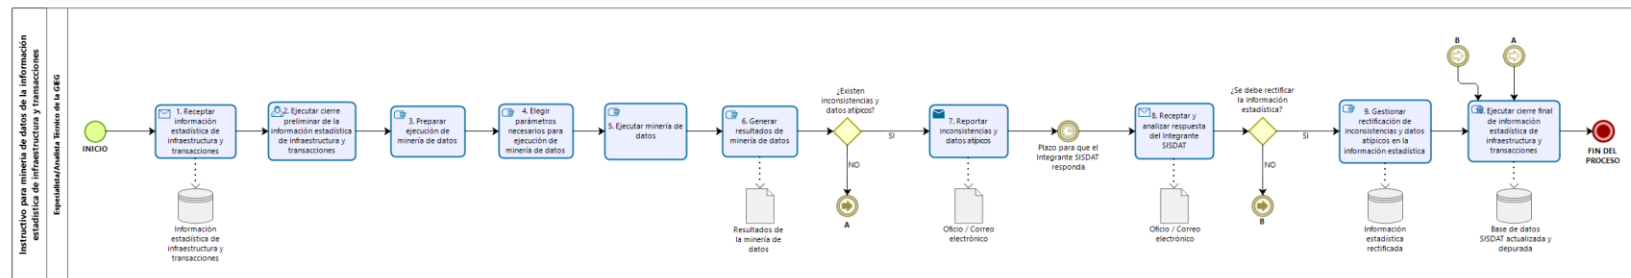 Instructivo para minería de datos de la información
estadística de infraestructura y transacciones
Especialista/Analista Técnico de la GEG
INICIO
1. Receptar
información
estadística de
infraestructura y
transacciones
Información
estadística de
infraestructura y
transacciones
2. Ejecutar cierre
preliminar de la
información estadística
de infraestructura y
transacciones
3. Preparar
ejecución de
minería de datos
4. Elegir
parámetros
necesarios para
ejecución de
minería de datos
5. Ejecutar minería de
datos
6. Generar
resultados de
minería de datos
Resultados de
la minería de
datos
¿Existen
inconsistencias y
datos atípicos?
SI
NO
A
7. Reportar
inconsistencias y
datos atípicos
Oficio / Correo
electrónico
Plazo para que el
Integrante SISDAT
responda
8. Receptar y
analizar respuesta
del Integrante
SISDAT
Oficio / Correo
electrónico
¿Se debe rectificar
la información
estadística?
SI
NO
B
9. Gestionar
rectificación de
inconsistencias y datos
atípicos en la
información estadística
Información
estadística
rectificada
B
A
10. Ejecutar cierre final
de información
estadística de
infraestructura y
transacciones
Base de datos
SISDAT actualizada y
depurada
FIN DEL
PROCESO